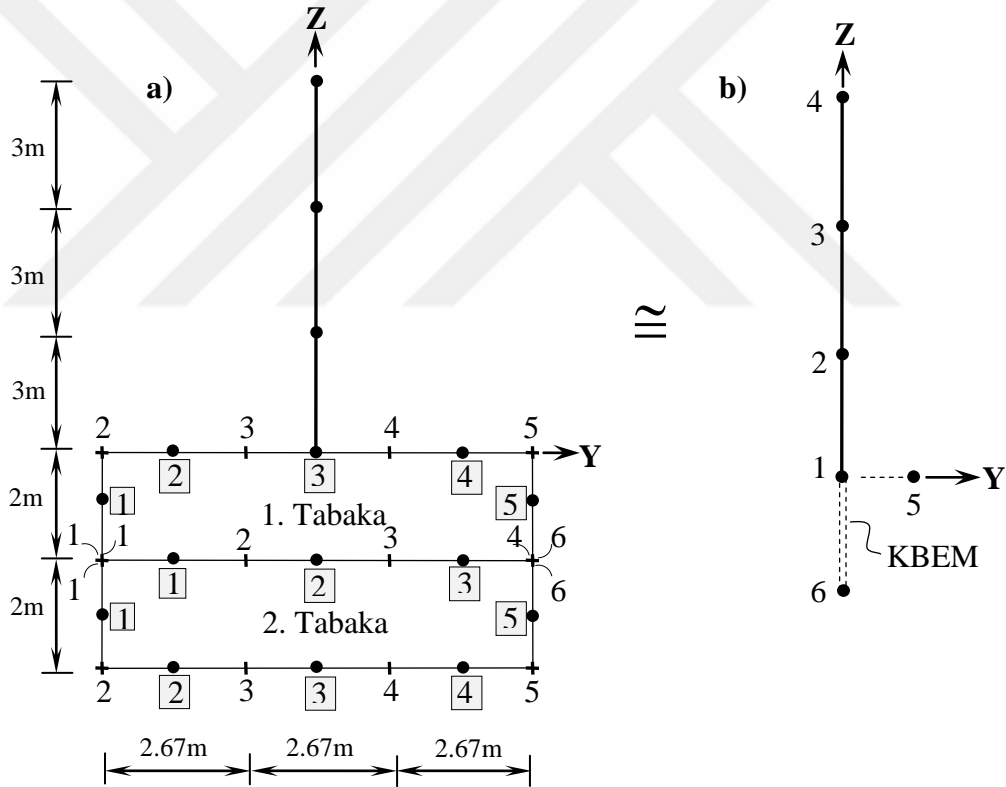 Z
a)
3m
3m
3m
2 3 4 5 Y
2 3 4
2m
1 5
1. Tabaka
1 1 2 3 4 6
1 1 2 3 6
2m
1 5
2. Tabaka
2 2 3 3 4 4 5
2.67m 2.67m 2.67m
≅
Z
b)
4
3
2
1 Y
5
KBEM
6